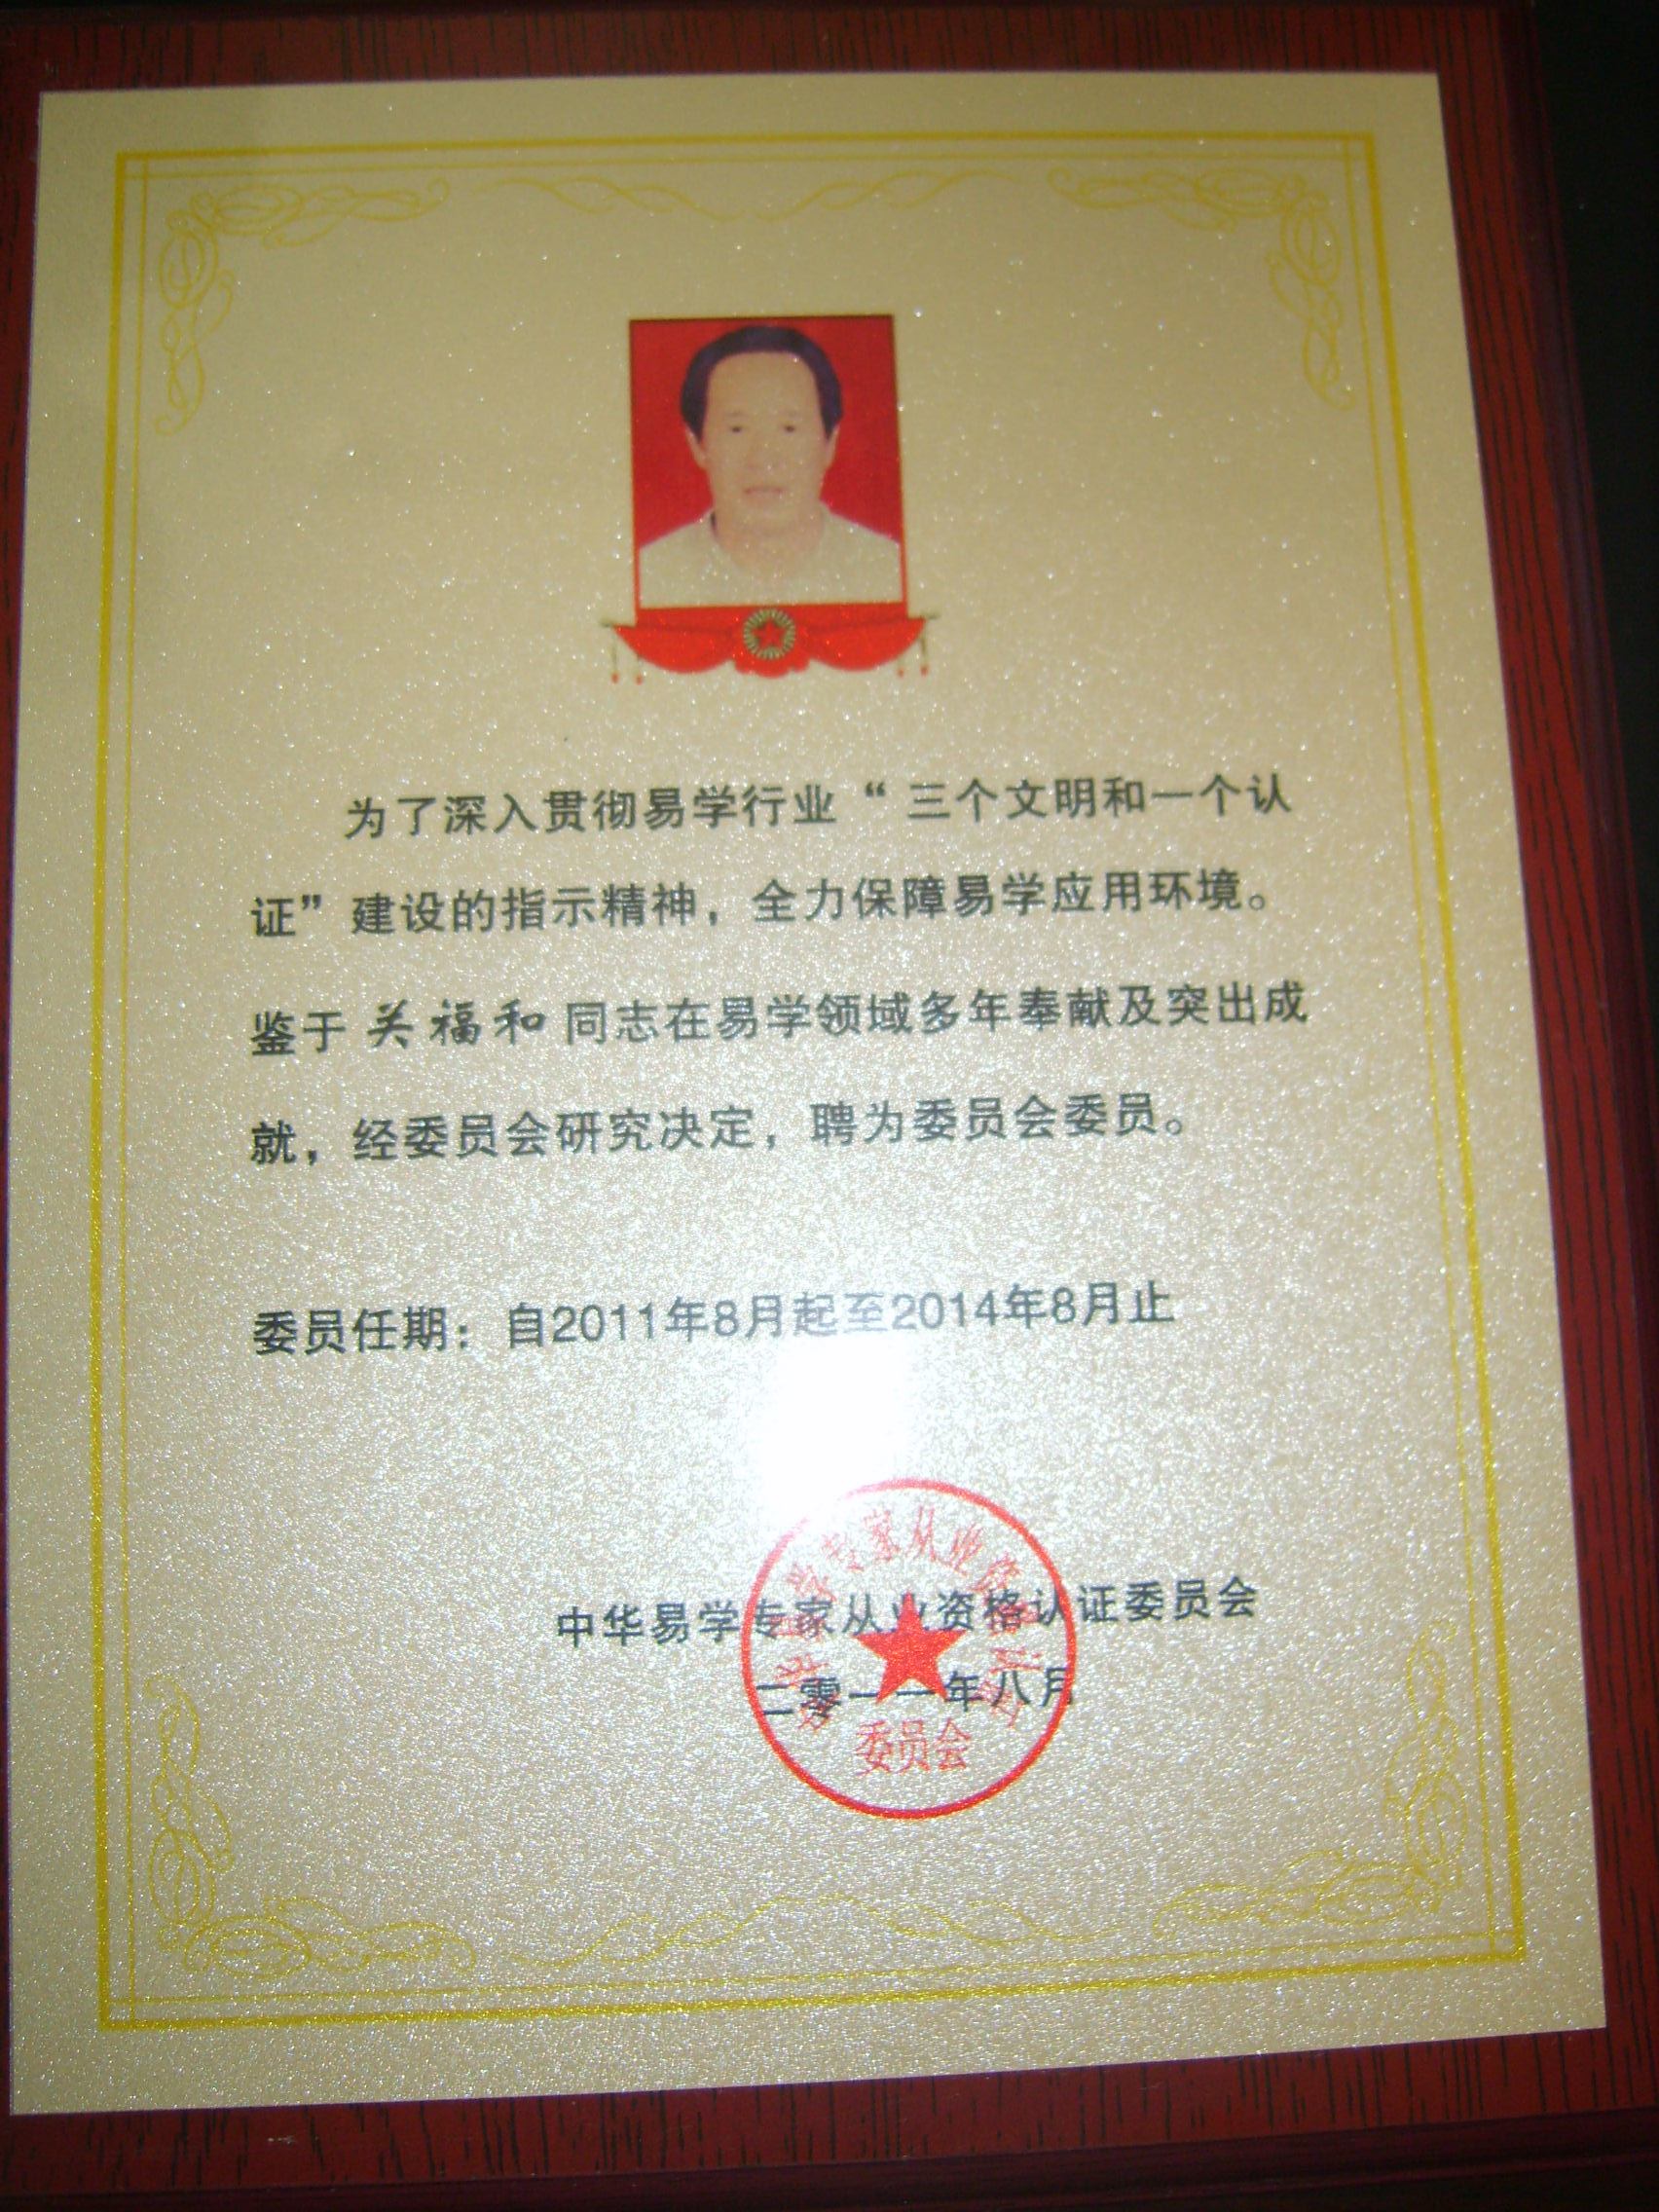 为了深入贯彻易学行业“三个文明和一个认
证”建设的指示精神，全力保障易学应用环境。
鉴于 关福和 同志在易学领域多年奉献及突出成
就，经委员会研究决定，聘为委员会委员。
委员任期：自2011年8月起至2014年8月止
中华易学专家从业资格认证委员会
二零一一年八月
专家从业
委员会